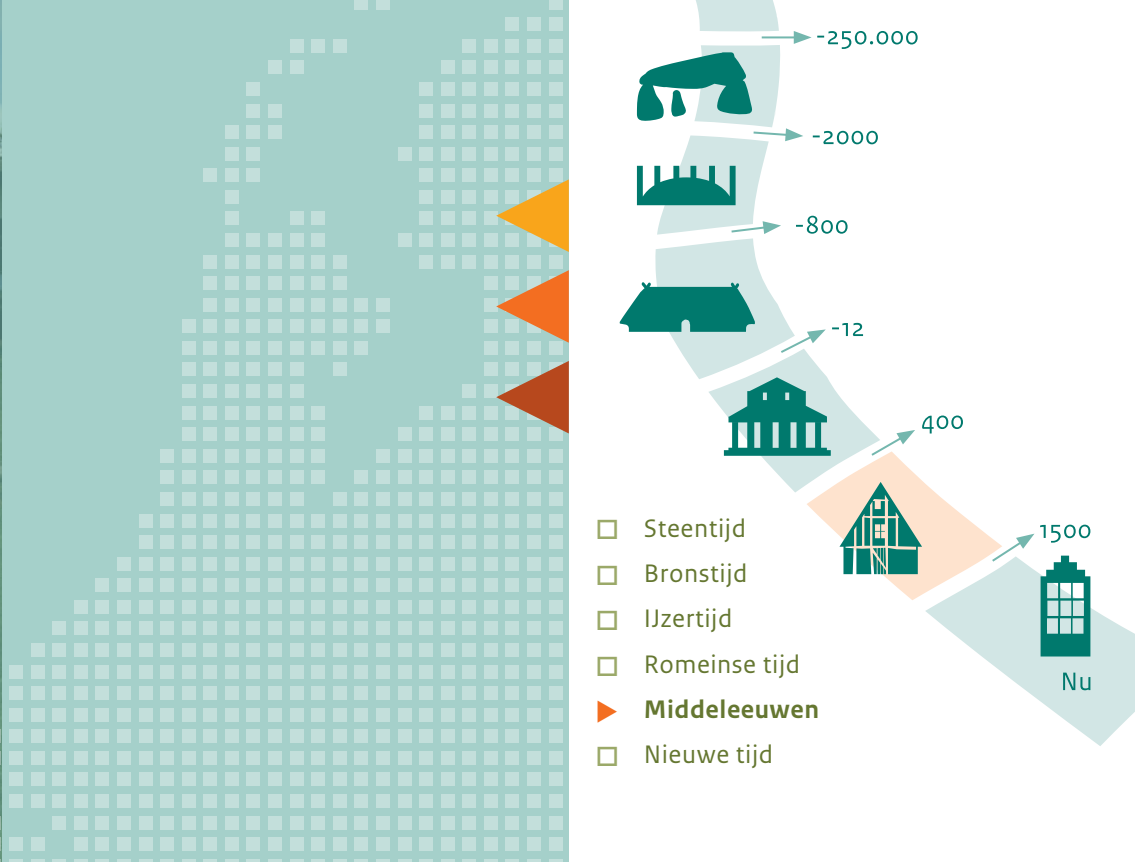 -250.000
-2000
-800
-12
400
1500
Nu
Steentijd
Bronstijd
IJzertijd
Romeinse tijd
Middeleeuwen
Nieuwe tijd